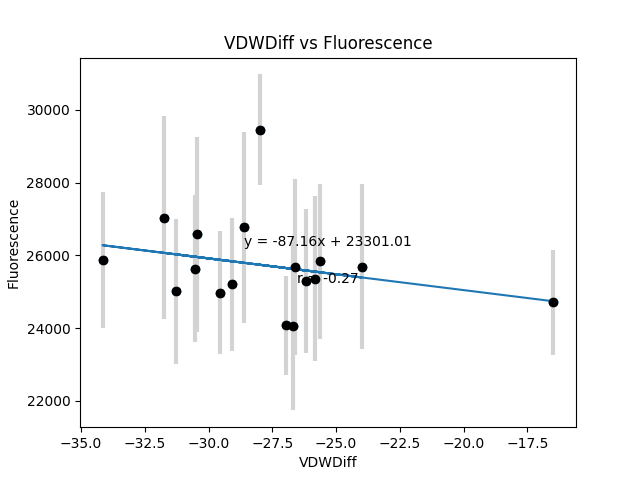 VDWDiff vs Fluorescence
30000
28000
26000
24000
22000
Fluorescence
y = -87.16x + 23301.01
r = -0.27
−35.0 −32.5 −30.0 −27.5 −25.0 −22.5 −20.0 −17.5
VDWDiff